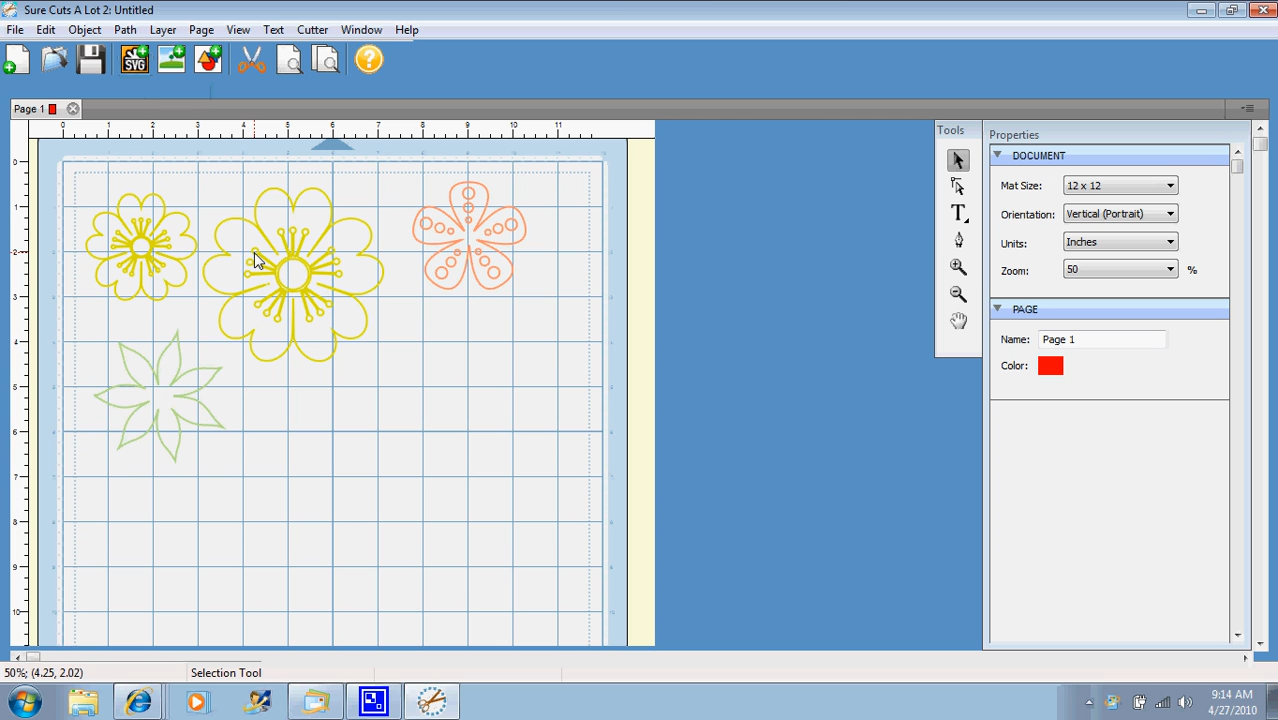 Sure Cuts A Lot 2: Untitled
File Edit Object Path Layer Page View Text Cutter Window Help
SVG
Page 1
0 1 2 3 4 5 6 7 8 9 10 11
0
1
2
3
4
5
6
7
8
9
10
Tools
T
Properties
DOCUMENT
Mat Size: 12 x 12
Orientation: Vertical (Portrait)
Units: Inches
Zoom: 50 %
PAGE
Name: Page 1
Color:
50%; (4.25, 2.02) Selection Tool
9:14 AM
4/27/2010